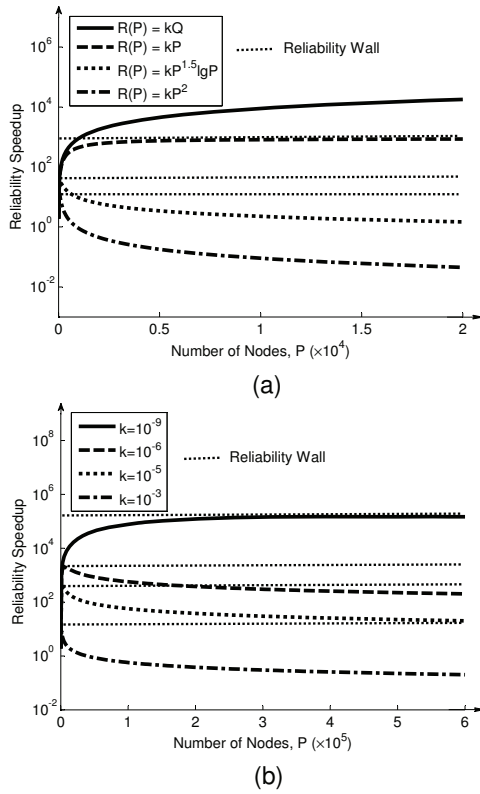 (a)
R(P) = kQ
R(P) = kP
R(P) = kP^1.5lgP
R(P) = kP^2
Reliability Wall
10^6
10^4
10^2
10^0
10^-2
Reliability Speedup
0 0.5 1 1.5 2
Number of Nodes, P (×10^4)
(a)
k=10^-9
k=10^-6
k=10^-5
k=10^-3
Reliability Wall
10^8
10^6
10^4
10^2
10^0
10^-2
Reliability Speedup
0 1 2 3 4 5 6
Number of Nodes, P (×10^5)
(b)